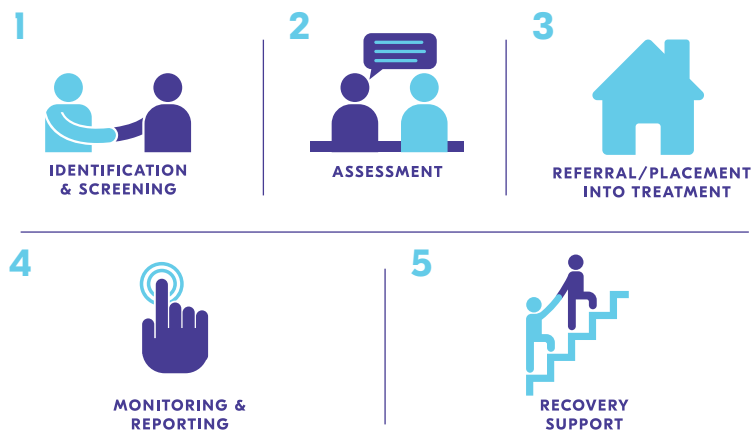 1
IDENTIFICATION
& SCREENING
2
ASSESSMENT
3
REFERRAL/PLACEMENT
INTO TREATMENT
4
MONITORING &
REPORTING
5
RECOVERY
SUPPORT